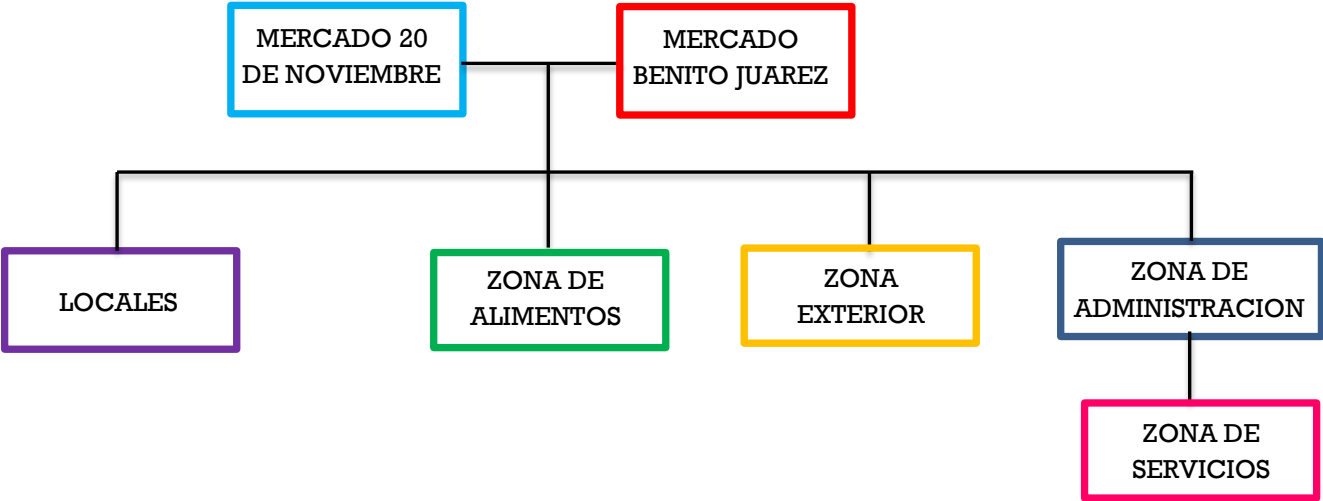 MERCADO 20
DE NOVIEMBRE
MERCADO
BENITO JUAREZ
LOCALES
ZONA DE
ALIMENTOS
ZONA
EXTERIOR
ZONA DE
ADMINISTRACION
ZONA DE
SERVICIOS